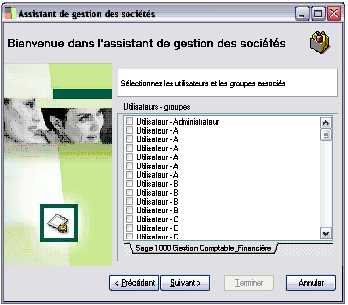 Assistant de gestion des sociétés
Bienvenue dans l'assistant de gestion des sociétés
Sélectionnez les utilisateurs et les groupes associés
Utilisateurs - groupes
Utilisateur - Administrateur
Utilisateur - A
Utilisateur - A
Utilisateur - A
Utilisateur - A
Utilisateur - A
Utilisateur - B
Utilisateur - B
Utilisateur - B
Utilisateur - B
Utilisateur - C
Utilisateur - C
Utilisateur - C
Sage 1000 Gestion Comptable_Financière
< Précédent
Suivant >
Terminer
Annuler